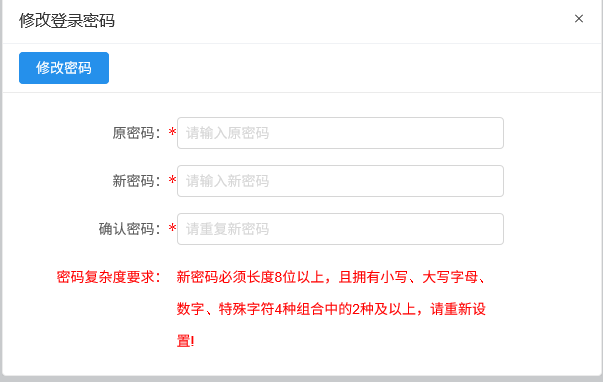 修改登录密码
×
修改密码
原密码：*请输入原密码
新密码：*请输入新密码
确认密码：*请重复新密码
密码复杂度要求：新密码必须长度8位以上，且拥有小写、大写字母、
数字、特殊字符4种组合中的2种及以上，请重新设
置!